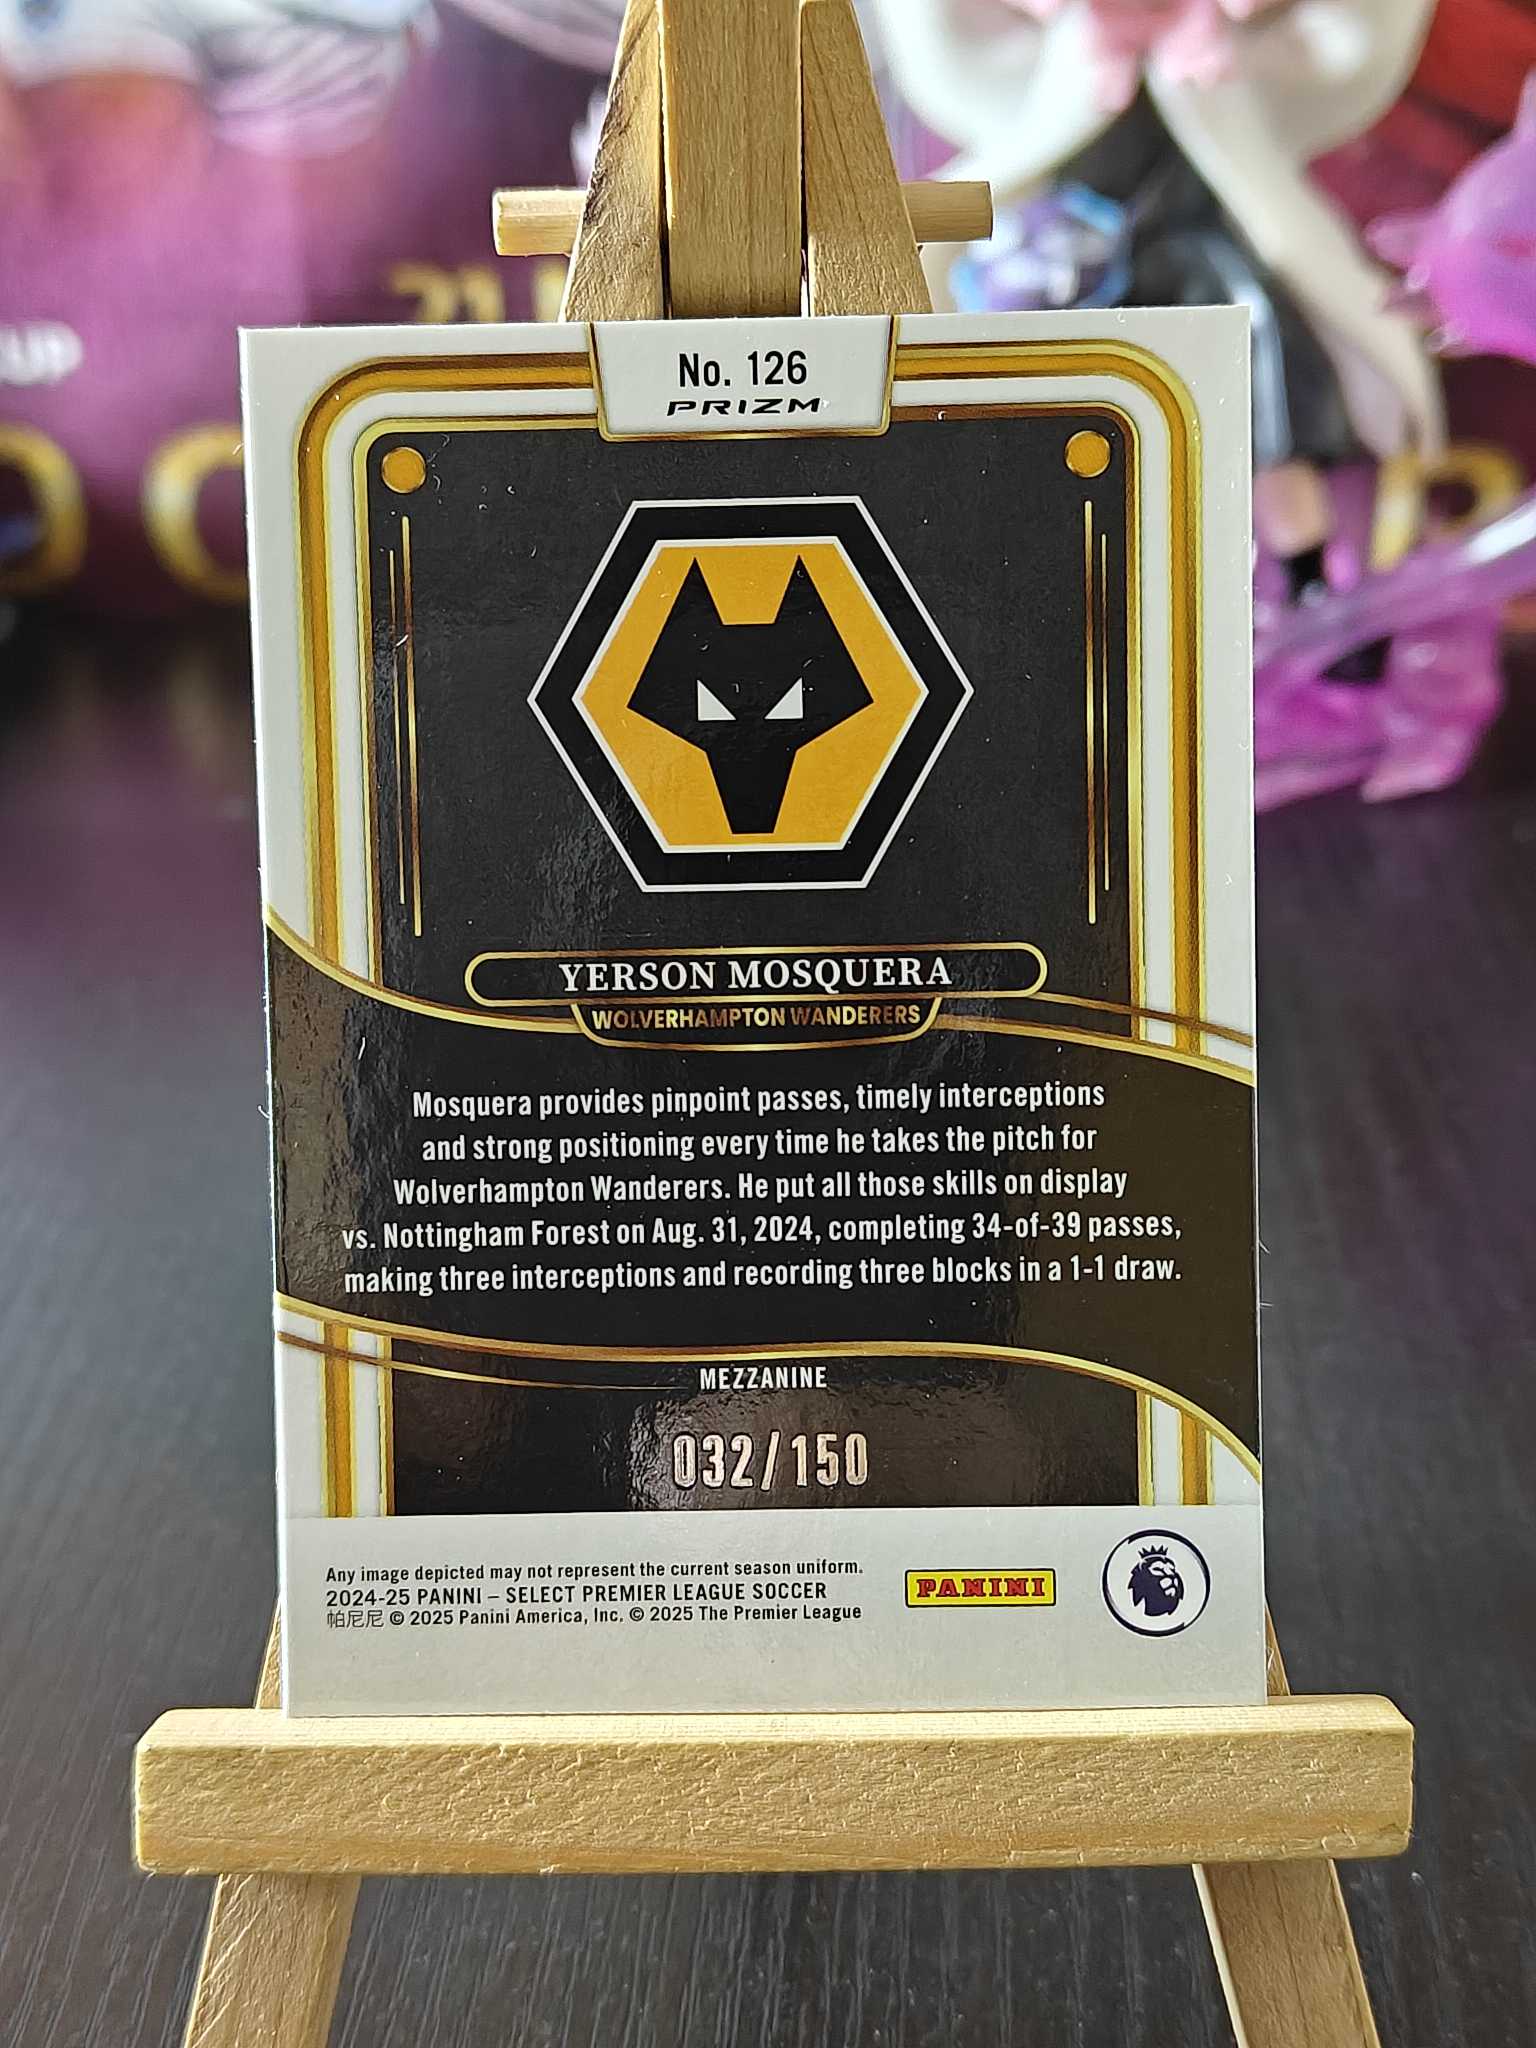 No. 126
PRIZM
YERSON MOSQUERA
WOLVERHAMPTON WANDERERS
Mosquera provides pinpoint passes, timely interceptions
and strong positioning every time he takes the pitch for
Wolverhampton Wanderers. He put all those skills on display
vs. Nottingham Forest on Aug. 31, 2024, completing 34-of-39 passes,
making three interceptions and recording three blocks in a 1-1 draw.
MEZZANINE
032/150
Any image depicted may not represent the current season uniform.
2024-25 PANINI – SELECT PREMIER LEAGUE SOCCER
帕尼尼 © 2025 Panini America, Inc. © 2025 The Premier League
PANINI